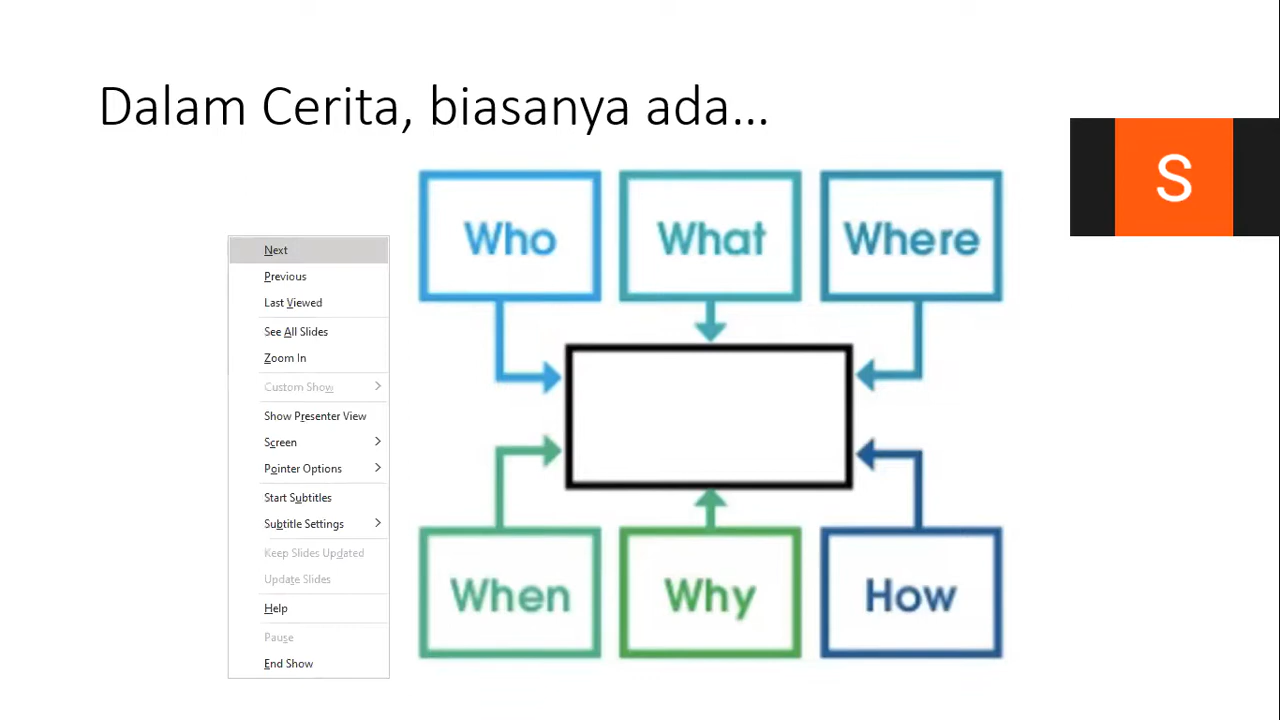 Dalam Cerita, biasanya ada...
S
Who
What
Where
Next
Previous
Last Viewed
See All Slides
Zoom In
Custom Show
Show Presenter View
Screen
Pointer Options
Start Subtitles
Subtitle Settings
Keep Slides Updated
Update Slides
Help
Pause
End Show
When
Why
How